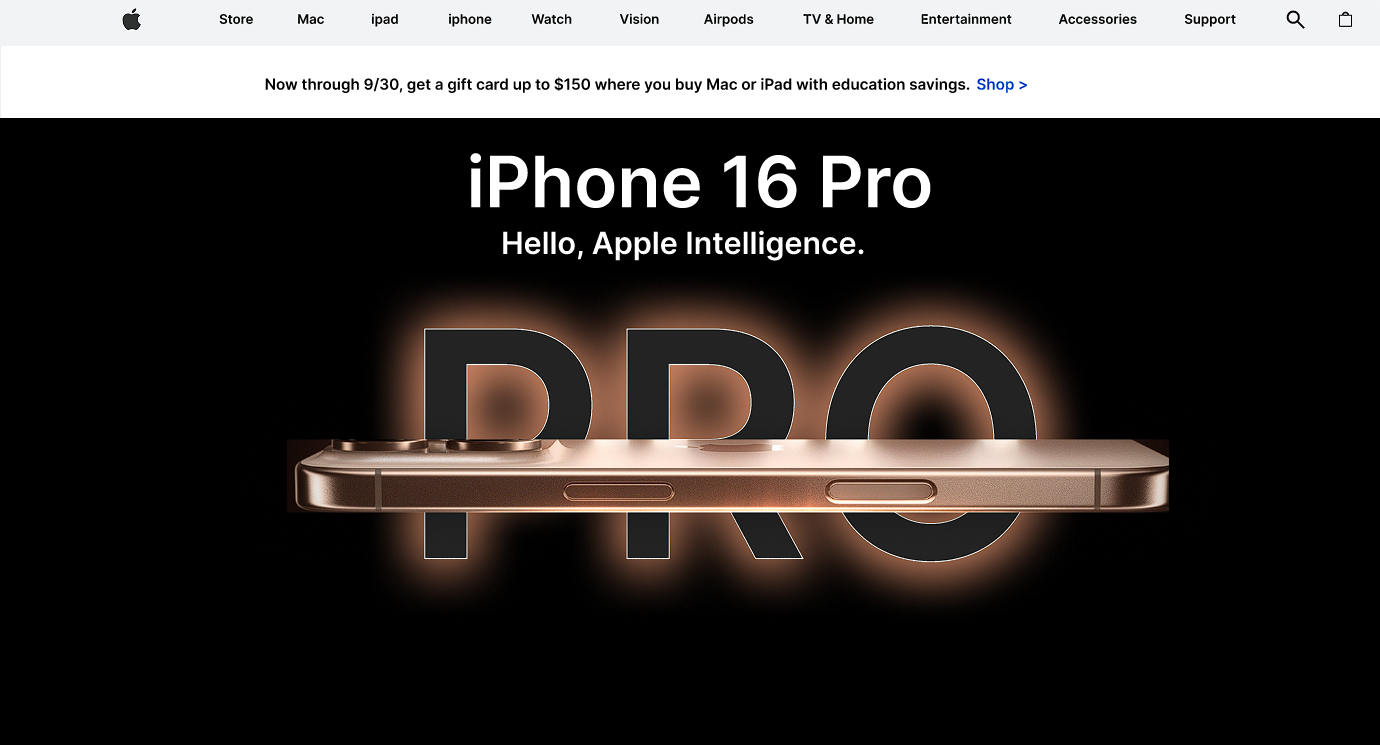 Store Mac ipad iphone Watch Vision Airpods TV & Home Entertainment Accessories Support
Now through 9/30, get a gift card up to $150 where you buy Mac or iPad with education savings. Shop >
iPhone 16 Pro
Hello, Apple Intelligence.
PRO